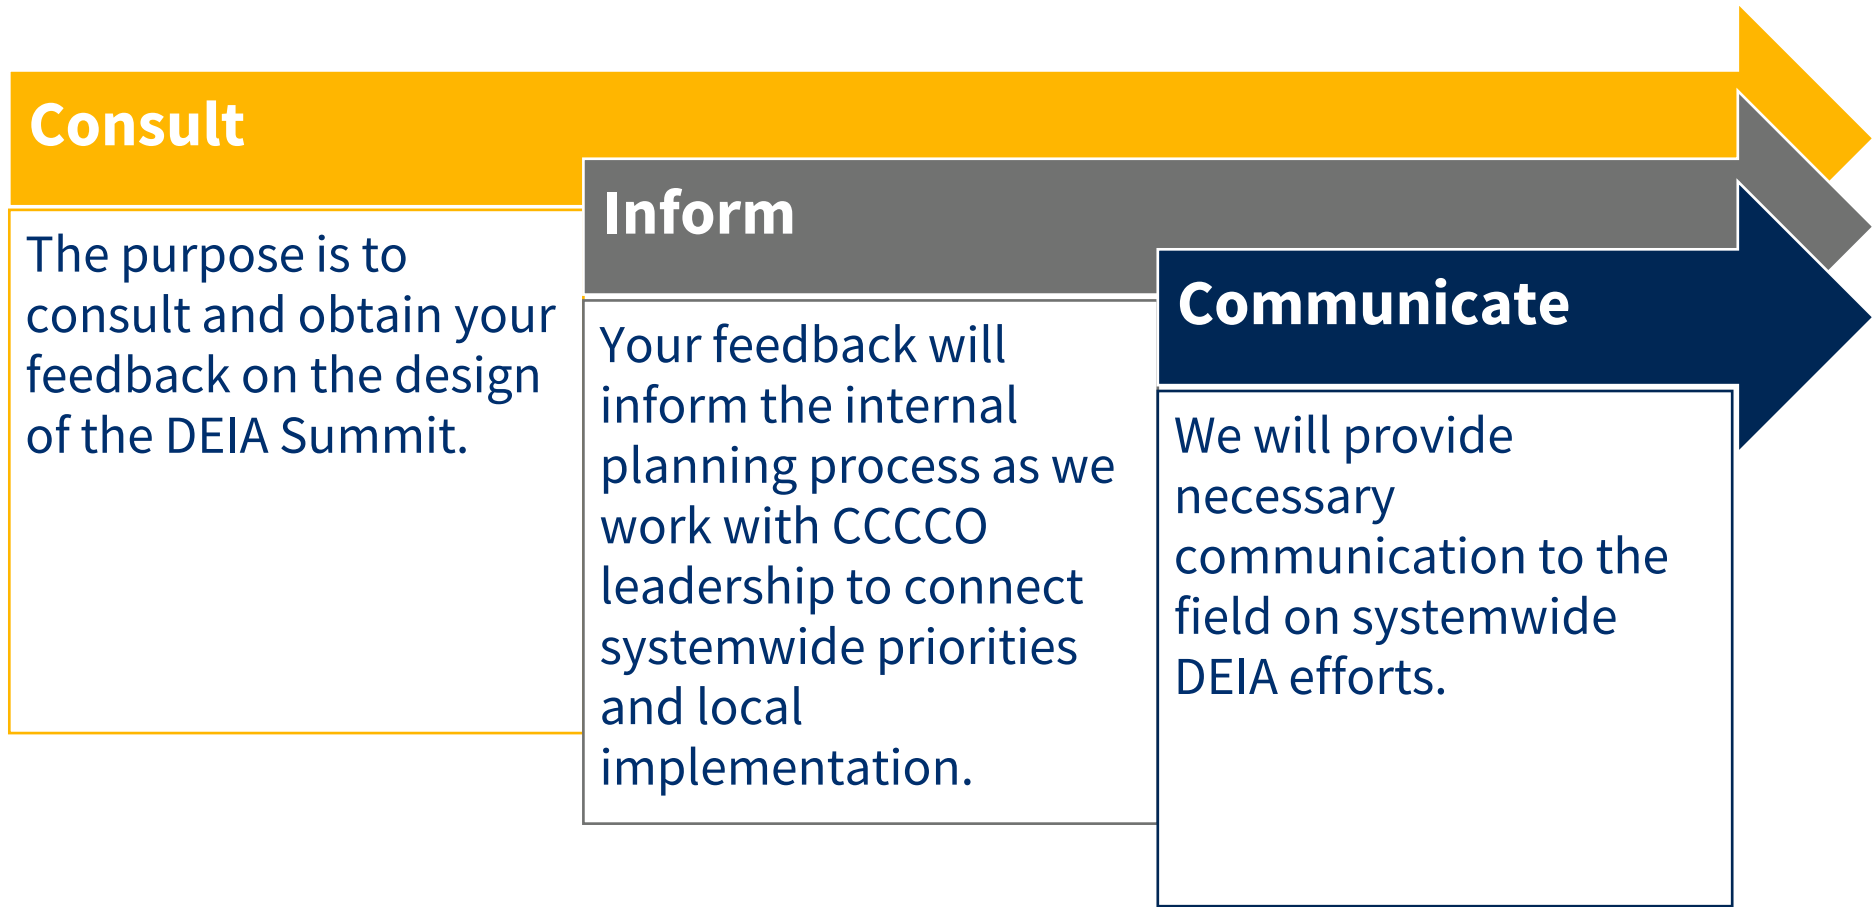 Consult
The purpose is to
consult and obtain your
feedback on the design
of the DEIA Summit.
Inform
Your feedback will
inform the internal
planning process as we
work with CCCCO
leadership to connect
systemwide priorities
and local
implementation.
Communicate
We will provide
necessary
communication to the
field on systemwide
DEIA efforts.